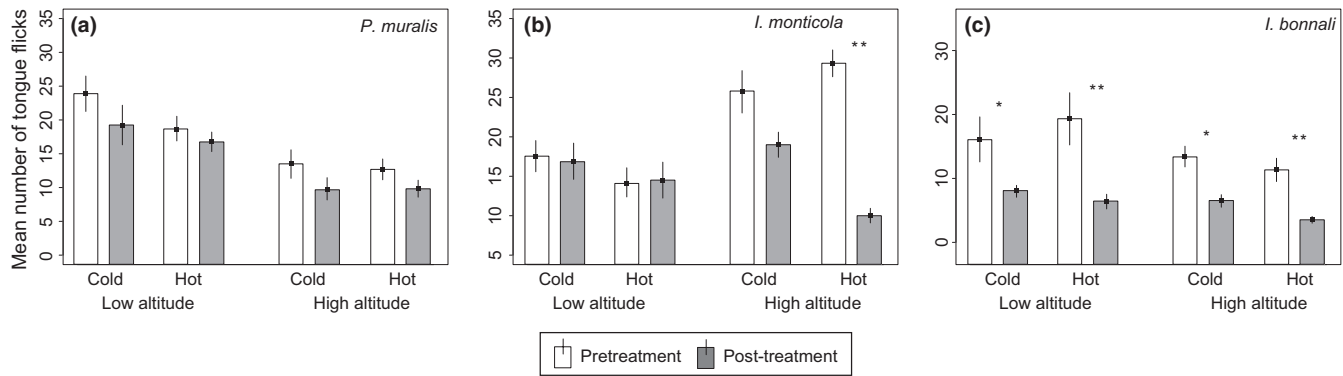 Mean number of tongue flicks
(a)
P. muralis
35
30
25
20
15
10
5
0
Cold Hot Cold Hot
Low altitude High altitude
(b)
I. monticola
**
35
30
25
20
15
10
5
Cold Hot Cold Hot
Low altitude High altitude
(c)
I. bonnali
* ** * **
30
20
10
0
Cold Hot Cold Hot
Low altitude High altitude
Pretreatment Post-treatment